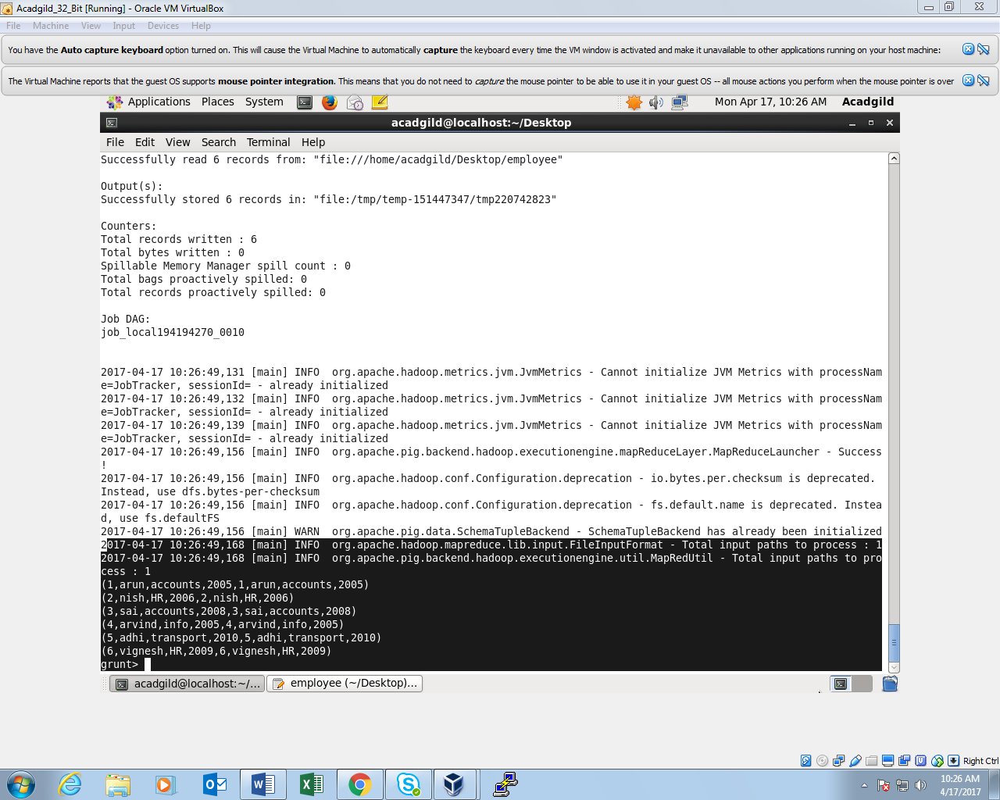 Acadgild_32_Bit [Running] - Oracle VM VirtualBox
File Machine View Input Devices Help
You have the Auto capture keyboard option turned on. This will cause the Virtual Machine to automatically capture the keyboard every time the VM window is activated and make it unavailable to other applications running on your host machine:
The Virtual Machine reports that the guest OS supports mouse pointer integration. This means that you do not need to capture the mouse pointer to be able to use it in your guest OS -- all mouse actions you perform when the mouse pointer is over
Applications Places System Mon Apr 17, 10:26 AM Acadgild
acadgild@localhost:~/Desktop
File Edit View Search Terminal Help
Successfully read 6 records from: "file:///home/acadgild/Desktop/employee"
Output(s):
Successfully stored 6 records in: "file:/tmp/temp-151447347/tmp220742823"
Counters:
Total records written : 6
Total bytes written : 0
Spillable Memory Manager spill count : 0
Total bags proactively spilled: 0
Total records proactively spilled: 0
Job DAG:
job_local194194270_0010
2017-04-17 10:26:49,131 [main] INFO  org.apache.hadoop.metrics.jvm.JvmMetrics - Cannot initialize JVM Metrics with processNam
e=JobTracker, sessionId= - already initialized
2017-04-17 10:26:49,132 [main] INFO  org.apache.hadoop.metrics.jvm.JvmMetrics - Cannot initialize JVM Metrics with processNam
e=JobTracker, sessionId= - already initialized
2017-04-17 10:26:49,139 [main] INFO  org.apache.hadoop.metrics.jvm.JvmMetrics - Cannot initialize JVM Metrics with processNam
e=JobTracker, sessionId= - already initialized
2017-04-17 10:26:49,156 [main] INFO  org.apache.pig.backend.hadoop.executionengine.mapReduceLayer.MapReduceLauncher - Success
!
2017-04-17 10:26:49,156 [main] INFO  org.apache.hadoop.conf.Configuration.deprecation - io.bytes.per.checksum is deprecated.
Instead, use dfs.bytes-per-checksum
2017-04-17 10:26:49,156 [main] INFO  org.apache.hadoop.conf.Configuration.deprecation - fs.default.name is deprecated. Instea
d, use fs.defaultFS
2017-04-17 10:26:49,156 [main] WARN  org.apache.pig.data.SchemaTupleBackend - SchemaTupleBackend has already been initialized
2017-04-17 10:26:49,168 [main] INFO  org.apache.hadoop.mapreduce.lib.input.FileInputFormat - Total input paths to process : 1
2017-04-17 10:26:49,168 [main] INFO  org.apache.pig.backend.hadoop.executionengine.util.MapRedUtil - Total input paths to pro
cess : 1
(1,arun,accounts,2005,1,arun,accounts,2005)
(2,nish,HR,2006,2,nish,HR,2006)
(3,sai,accounts,2008,3,sai,accounts,2008)
(4,arvind,info,2005,4,arvind,info,2005)
(5,adhi,transport,2010,5,adhi,transport,2010)
(6,vignesh,HR,2009,6,vignesh,HR,2009)
grunt>
acadgild@localhost:~/... employee (~/Desktop)...
Right Ctrl
10:26 AM
4/17/2017